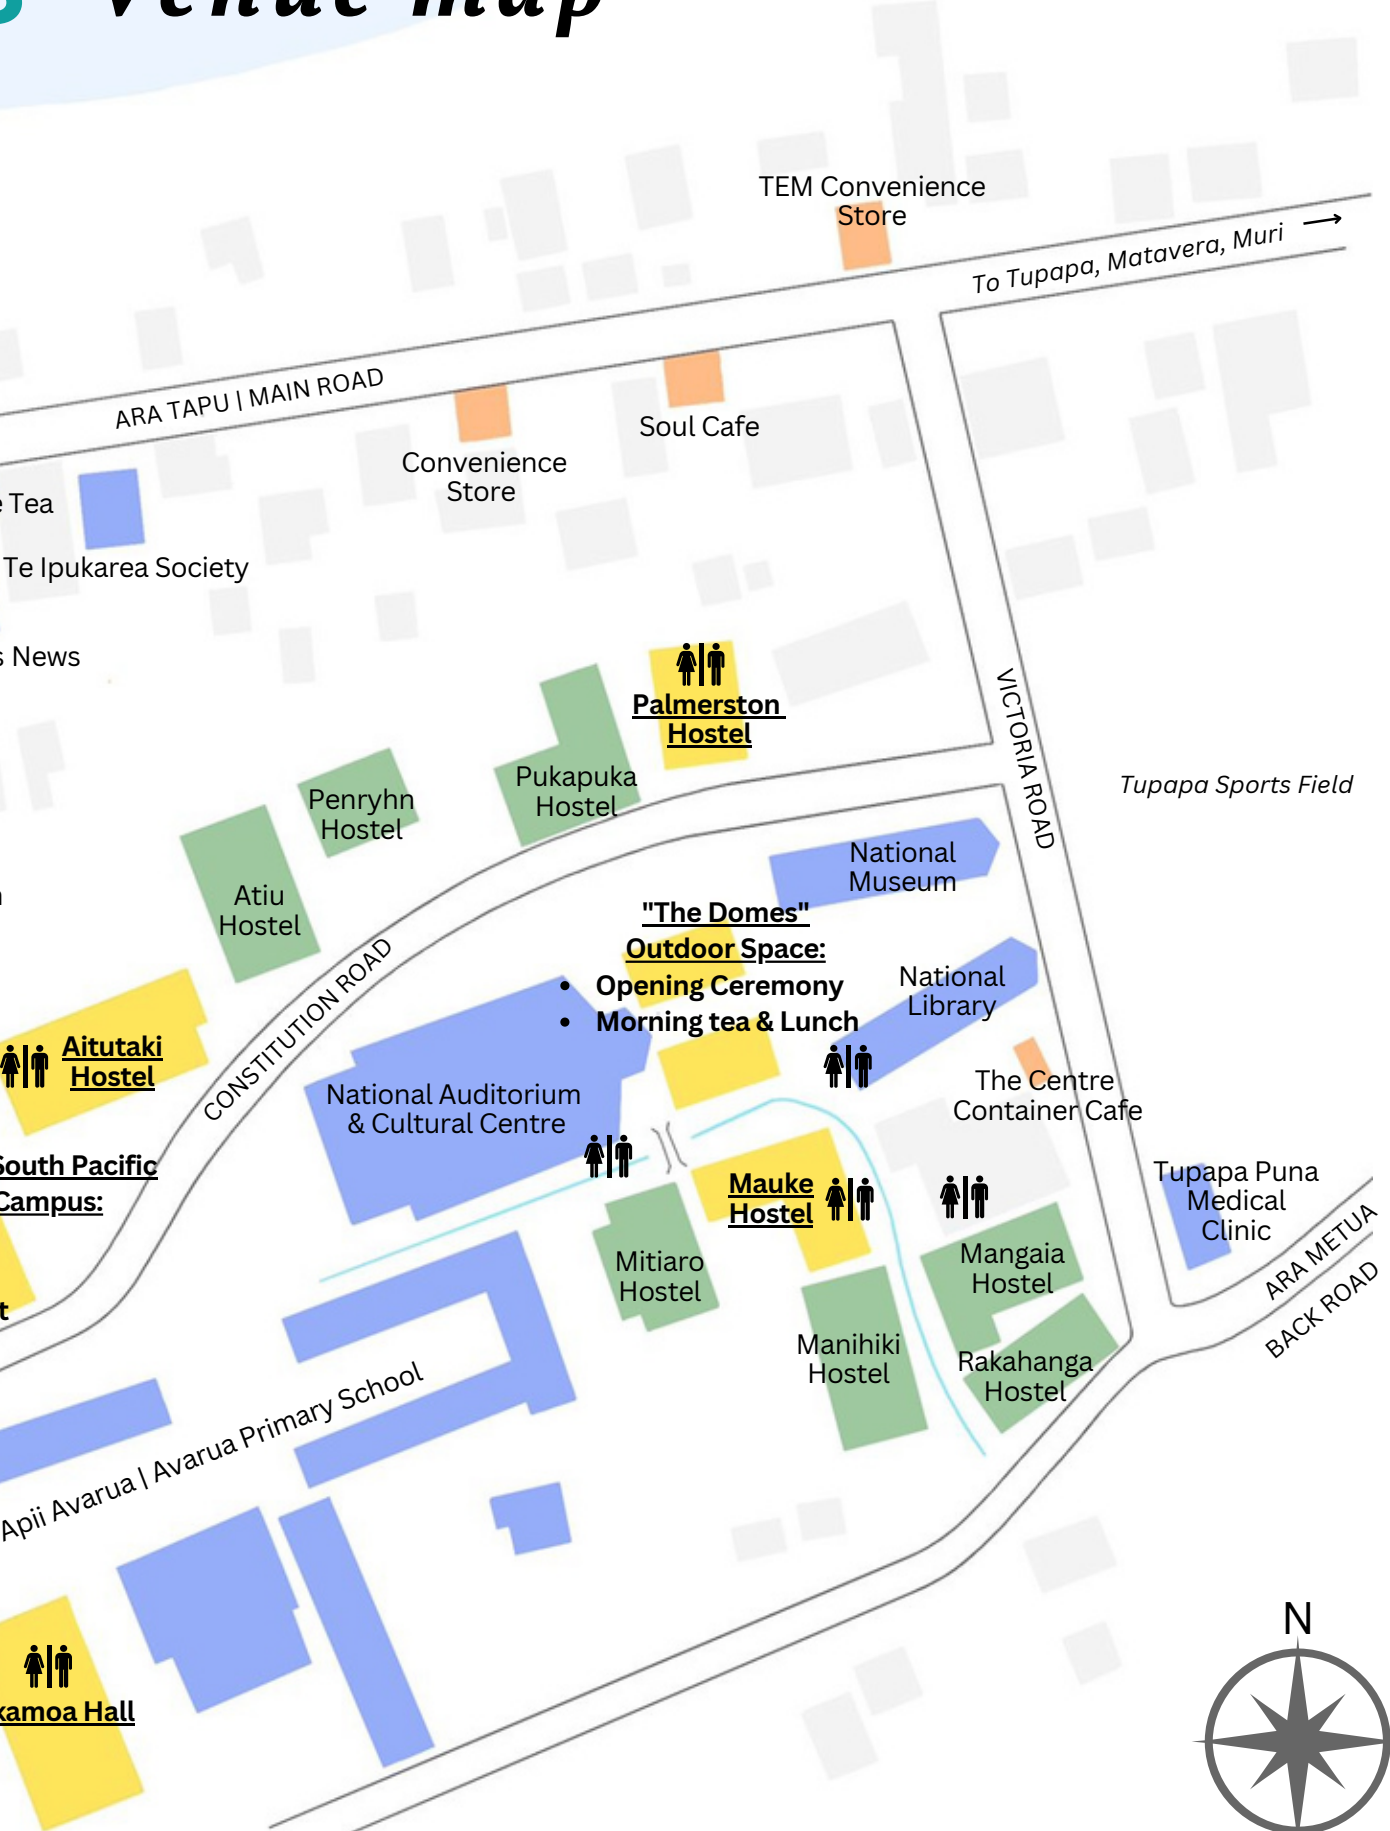 venue map
TEM Convenience
Store
To Tupapa, Matavera, Muri
ARA TAPU | MAIN ROAD
Soul Cafe
Convenience
Store
Tea
Te Ipukarea Society
News
Palmerston
Hostel
VICTORIA ROAD
Pukapuka
Hostel
Tupapa Sports Field
Penryhn
Hostel
National
Museum
Atiu
Hostel
"The Domes"
Outdoor Space:
• Opening Ceremony
• Morning tea & Lunch
CONSTITUTION ROAD
National
Library
Aitutaki
Hostel
National Auditorium
& Cultural Centre
The Centre
Container Cafe
South Pacific
Campus:
Mauke
Hostel
Tupapa Puna
Medical
Clinic
ARA METUA
BACK ROAD
Mitiaro
Hostel
Mangaia
Hostel
Manihiki
Hostel
Rakahanga
Hostel
Apii Avarua | Avarua Primary School
kamoa Hall
N